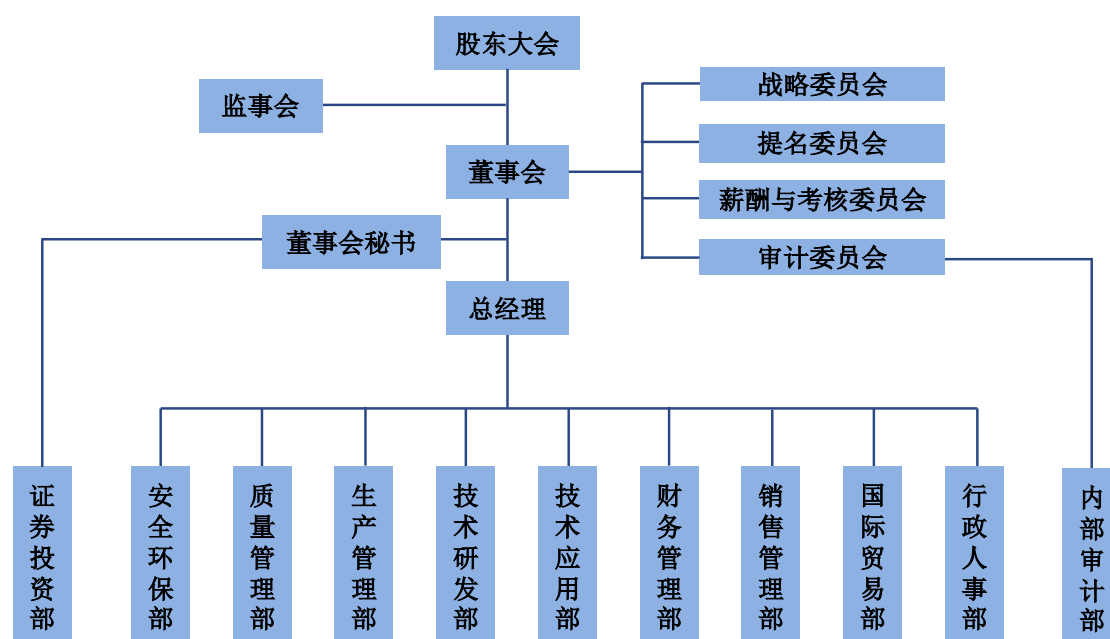 股东大会
监事会
战略委员会
提名委员会
董事会
薪酬与考核委员会
董事会秘书
审计委员会
总经理
证券投资部
安全环保部
质量管理部
生产管理部
技术研发部
技术应用部
财务管理部
销售管理部
国际贸易部
行政人事部
内部审计部